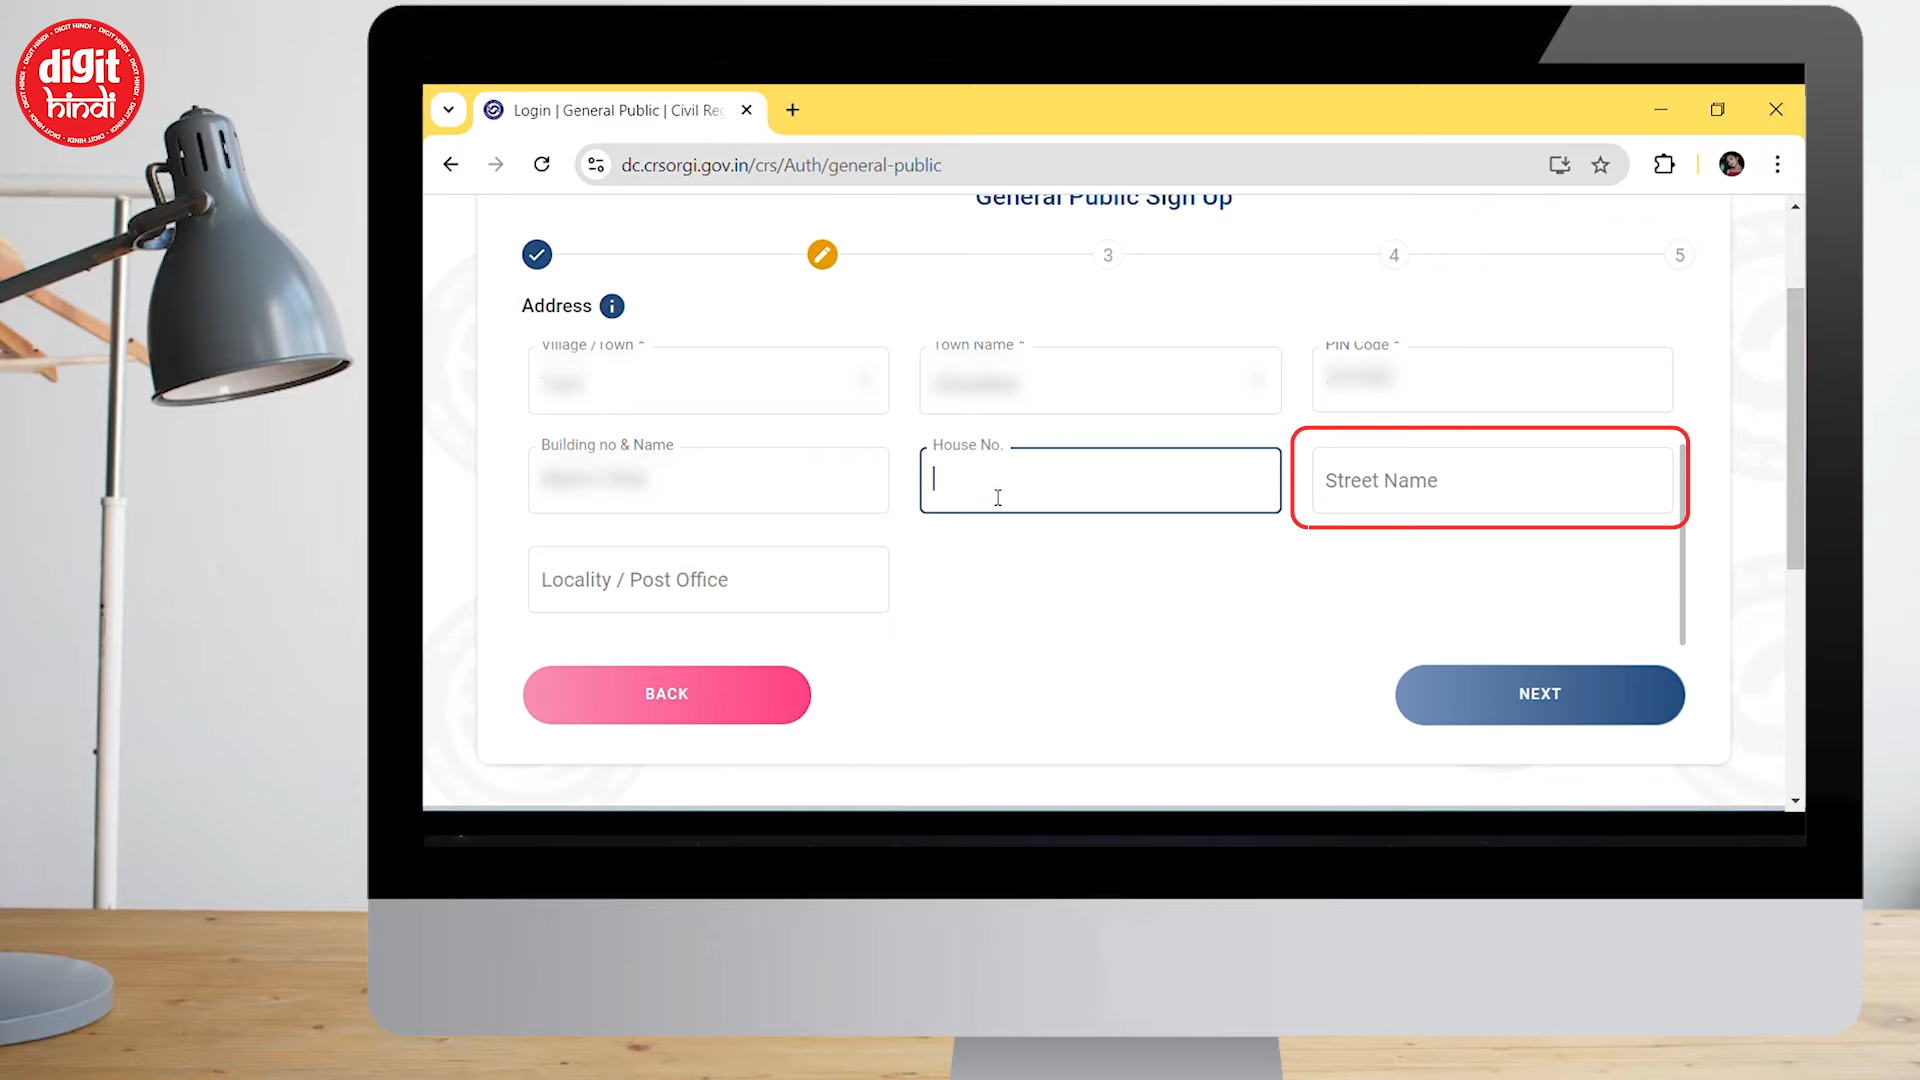 digit
hindi
Login | General Public | Civil Reg
dc.crsorgi.gov.in/crs/Auth/general-public
General Public Sign Up
3
4
5
Address
Village /Town *
Town Name *
PIN Code *
Building no & Name
House No.
Street Name
Locality / Post Office
BACK
NEXT